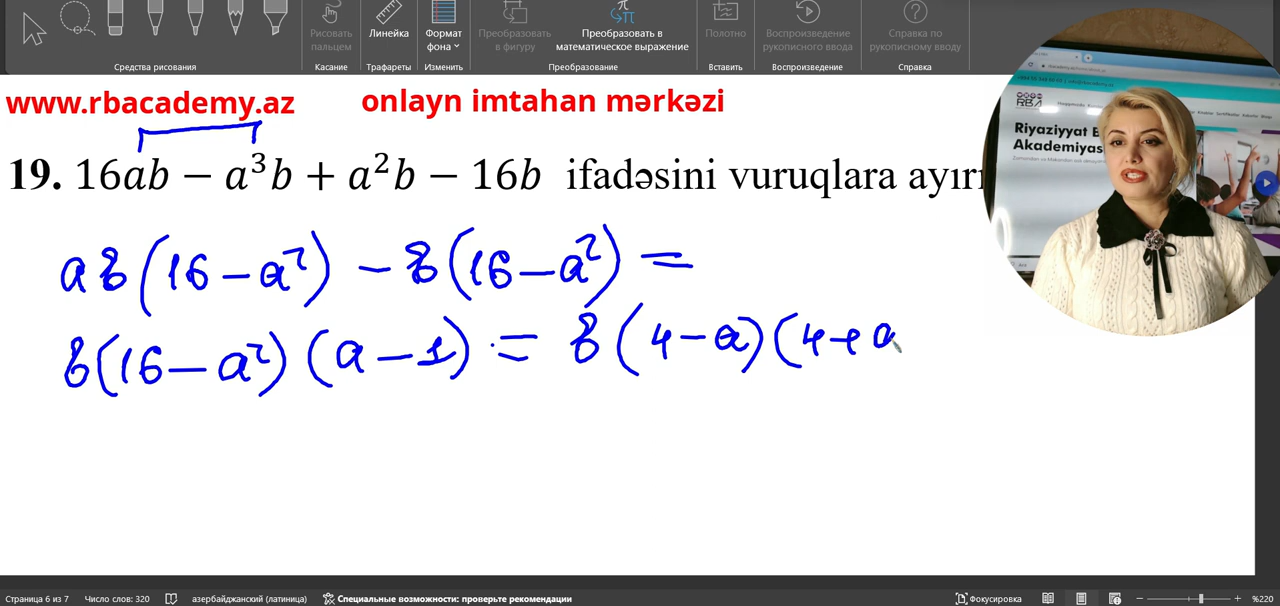 Рисовать пальцем
Линейка
Формат фона
Преобразовать в фигуру
Преобразовать в математическое выражение
Полотно
Воспроизведение рукописного ввода
Справка по рукописному вводу
Средства рисования
Касание
Трафареты
Изменить
Преобразование
Вставить
Воспроизведение
Справка
www.rbacademy.az onlayn imtahan mərkəzi
19. 16ab − a³b + a²b − 16b ifadəsini vuruqlara ayırı
ab(16−a²) − b(16−a²) =
b(16−a²)(a−1) = b(4−a)(4+a
RBA
Riyaziyyat B
Akademiyas
Страница 6 из 7 Число слов: 320 азербайджанский (латиница) Специальные возможности: проверьте рекомендации Фокусировка %220